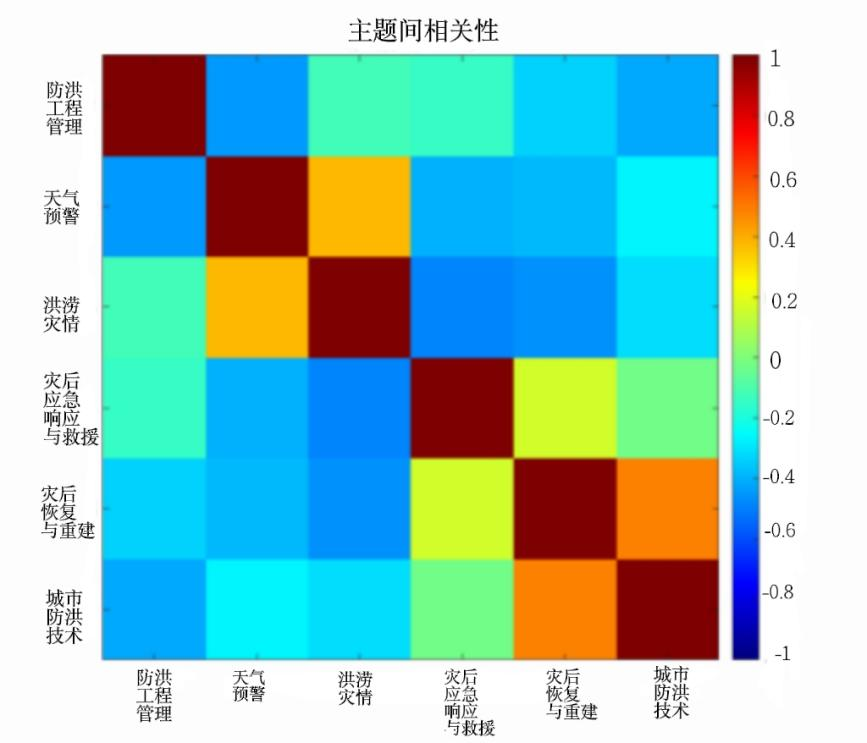 主题间相关性
防洪
工程
管理
天气
预警
洪涝
灾情
灾后
应急
响应
与救援
灾后
恢复
与重建
城市
防洪
技术
1
0.8
0.6
0.4
0.2
0
-0.2
-0.4
-0.6
-0.8
-1
防洪
工程
管理
天气
预警
洪涝
灾情
灾后
应急
响应
与救援
灾后
恢复
与重建
城市
防洪
技术